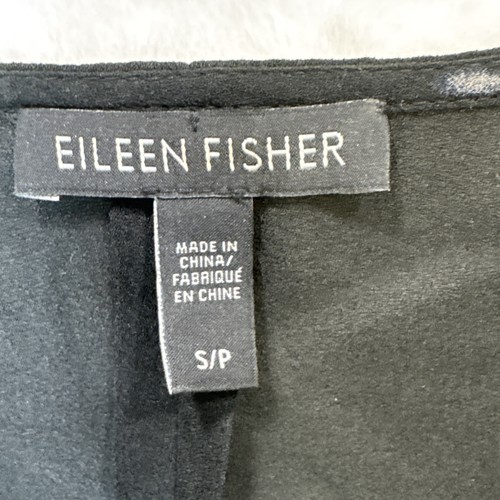 EILEEN FISHER
MADE IN
CHINA/
FABRIQUÉ
EN CHINE
S/P